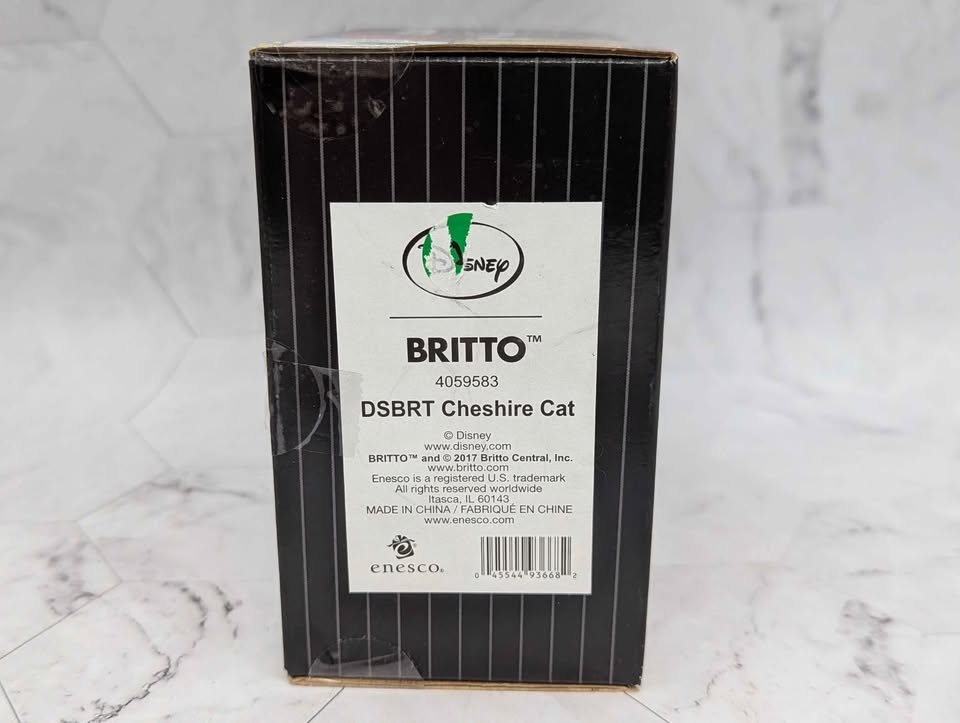 Disney
BRITTO™
4059583
DSBRT Cheshire Cat
© Disney
www.disney.com
BRITTO™ and © 2017 Britto Central, Inc.
www.britto.com
Enesco is a registered U.S. trademark
All rights reserved worldwide
Itasca, IL 60143
MADE IN CHINA / FABRIQUÉ EN CHINE
www.enesco.com
enesco®
0 45544 93668 2